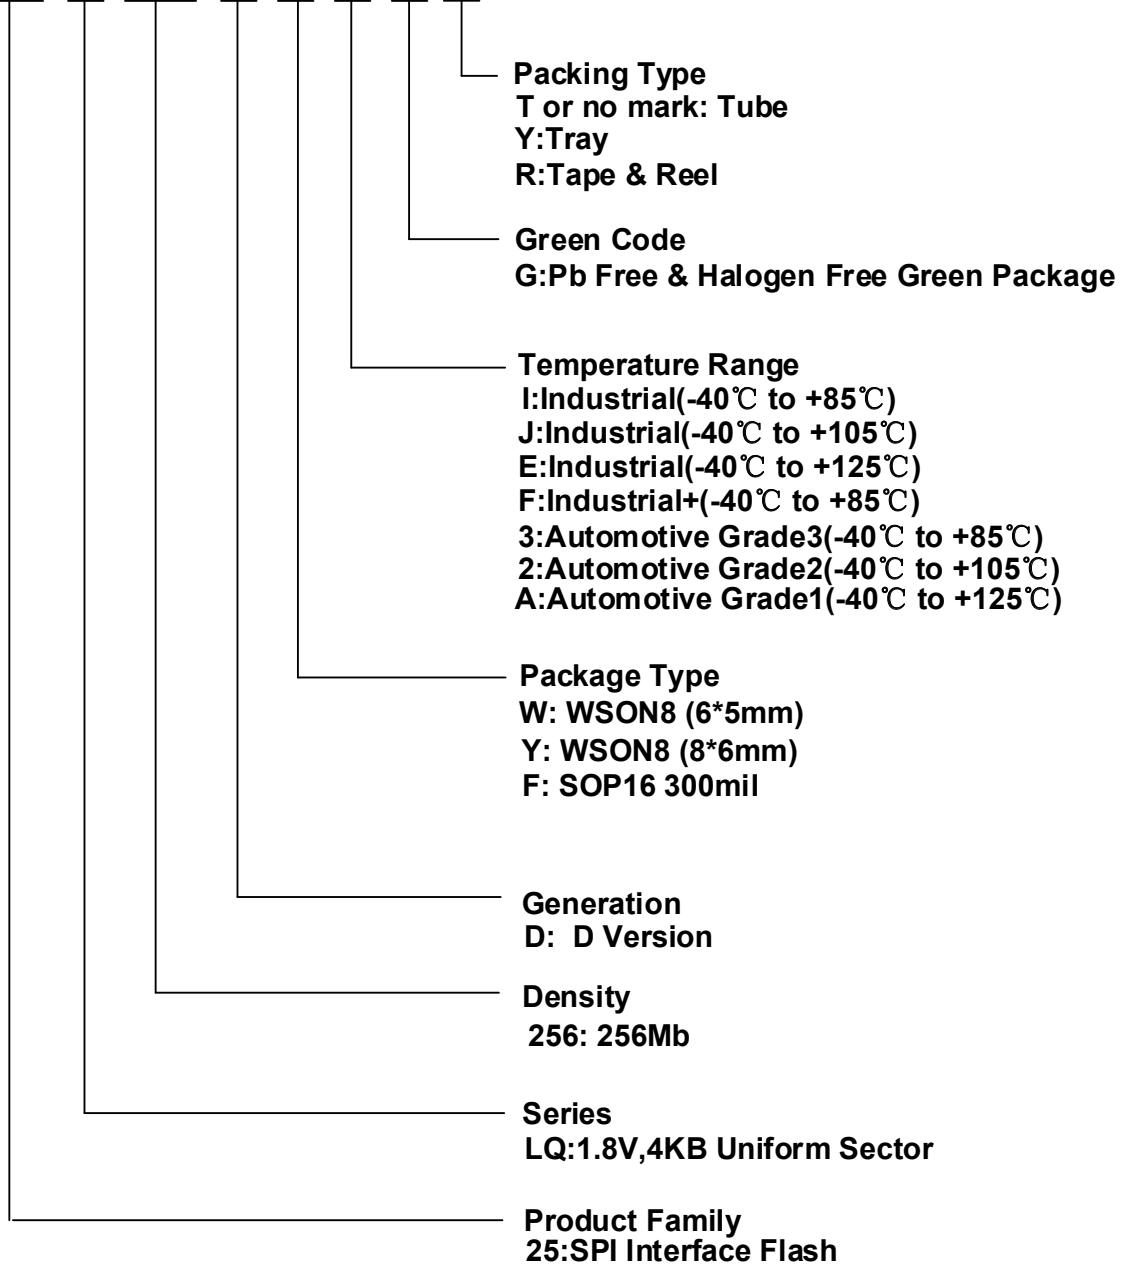 Packing Type
T or no mark: Tube
Y:Tray
R:Tape & Reel
Green Code
G:Pb Free & Halogen Free Green Package
Temperature Range
I:Industrial(-40℃ to +85℃)
J:Industrial(-40℃ to +105℃)
E:Industrial(-40℃ to +125℃)
F:Industrial+(-40℃ to +85℃)
3:Automotive Grade3(-40℃ to +85℃)
2:Automotive Grade2(-40℃ to +105℃)
A:Automotive Grade1(-40℃ to +125℃)
Package Type
W: WSON8 (6*5mm)
Y: WSON8 (8*6mm)
F: SOP16 300mil
Generation
D: D Version
Density
256: 256Mb
Series
LQ:1.8V,4KB Uniform Sector
Product Family
25:SPI Interface Flash